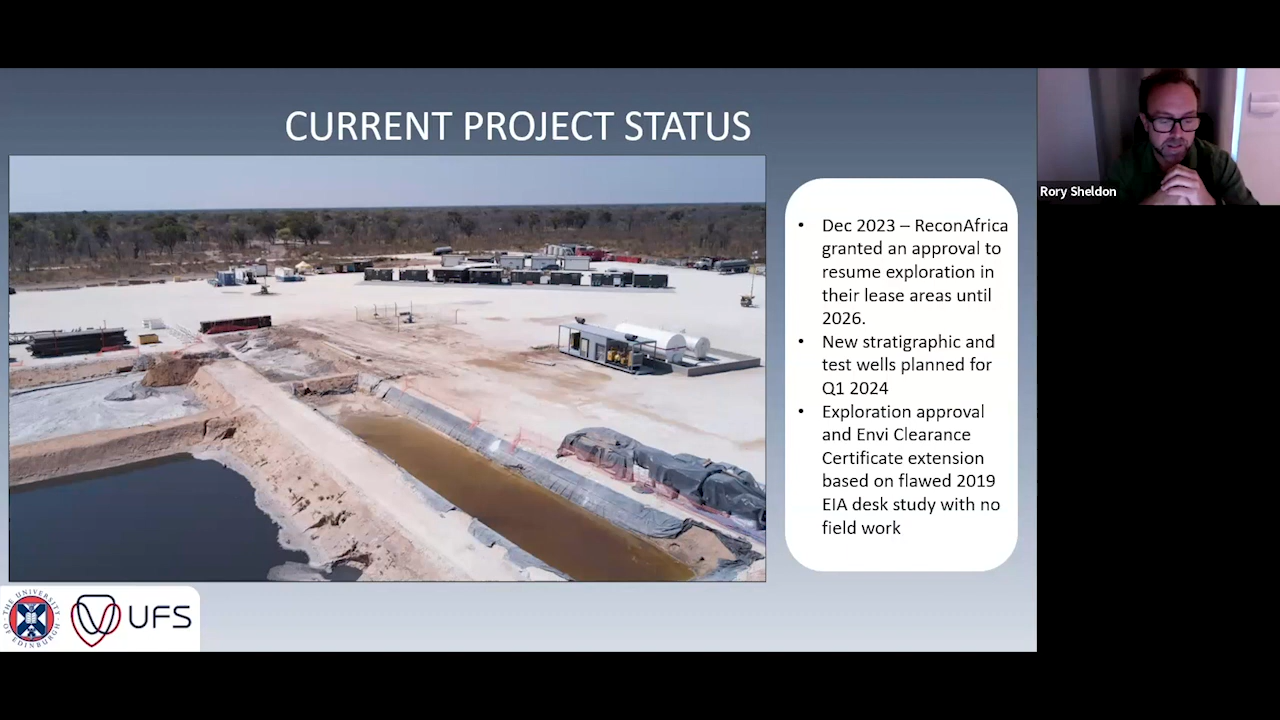 CURRENT PROJECT STATUS
Rory Sheldon
• Dec 2023 – ReconAfrica
granted an approval to
resume exploration in
their lease areas until
2026.
• New stratigraphic and
test wells planned for
Q1 2024
• Exploration approval
and Envi Clearance
Certificate extension
based on flawed 2019
EIA desk study with no
field work
THE UNIVERSITY
OF EDINBURGH
UFS